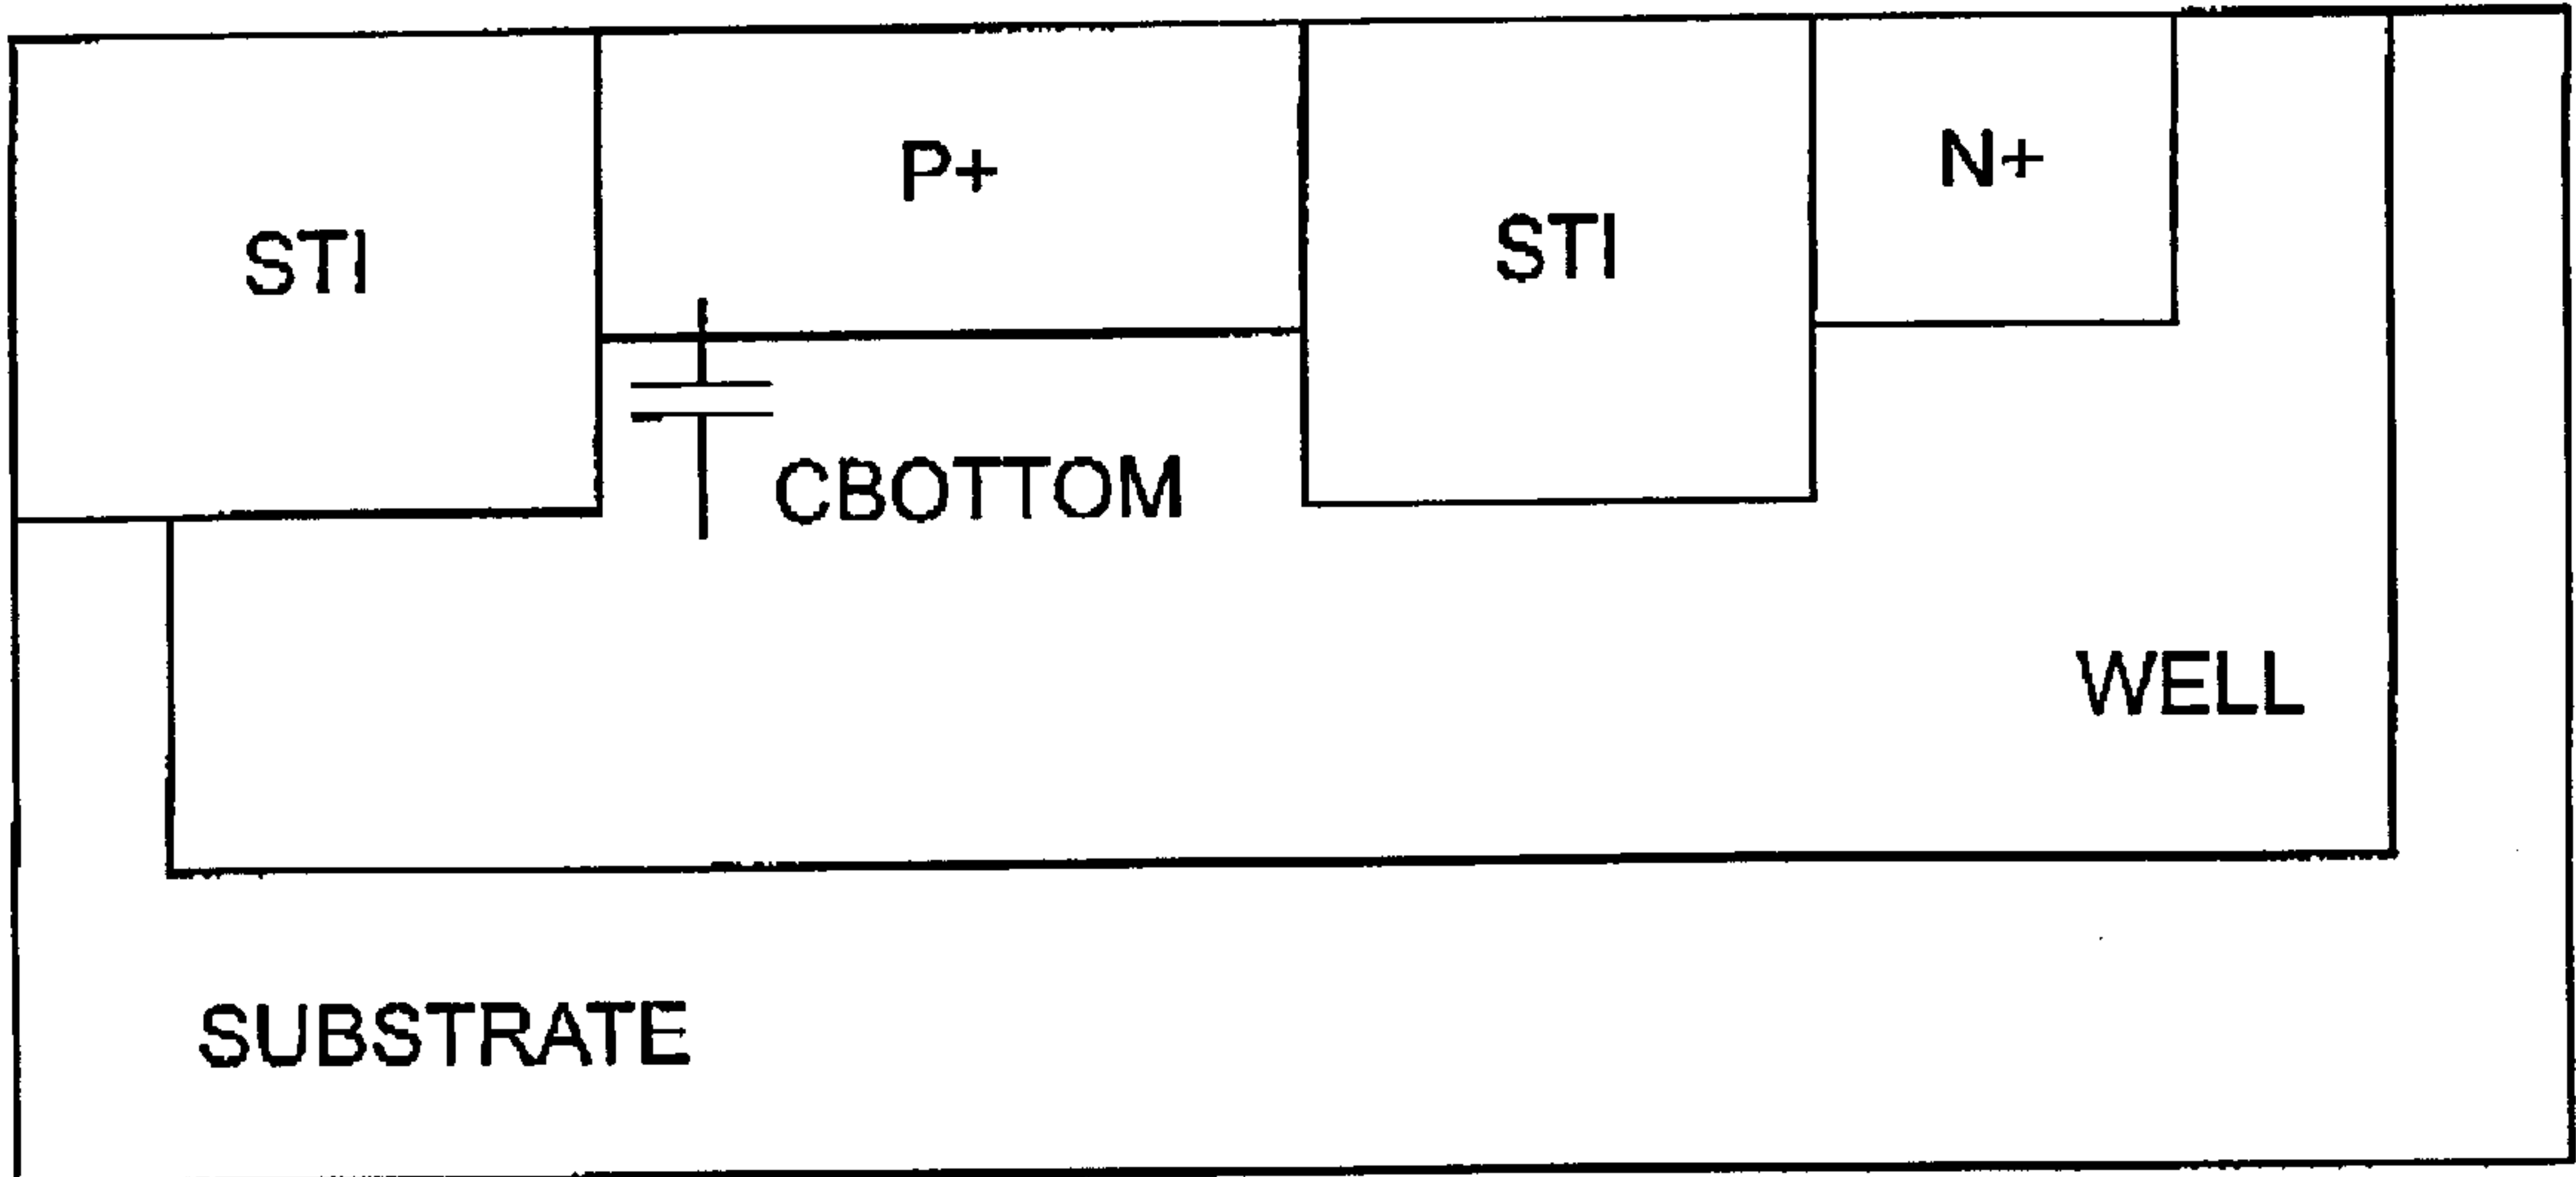 P+
N+
STI
STI
CBOTTOM
WELL
SUBSTRATE